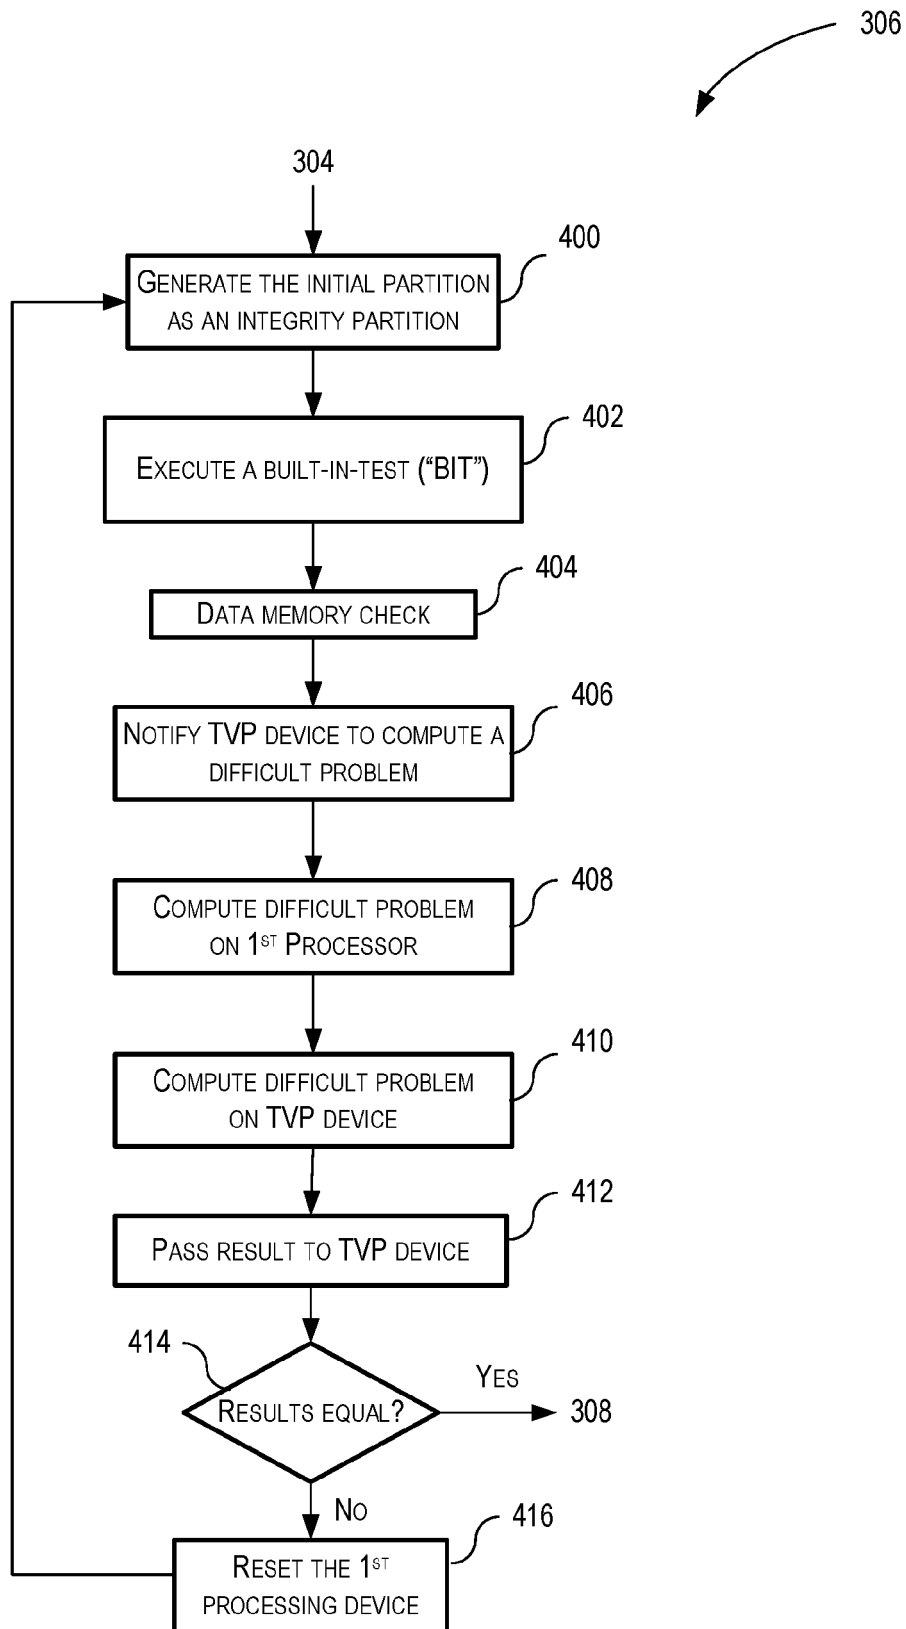 306
304
400
GENERATE THE INITIAL PARTITION
AS AN INTEGRITY PARTITION
402
EXECUTE A BUILT-IN-TEST (“BIT”)
404
DATA MEMORY CHECK
406
NOTIFY TVP DEVICE TO COMPUTE A
DIFFICULT PROBLEM
408
COMPUTE DIFFICULT PROBLEM
ON 1ST PROCESSOR
410
COMPUTE DIFFICULT PROBLEM
ON TVP DEVICE
412
PASS RESULT TO TVP DEVICE
414
RESULTS EQUAL?
YES
308
NO
416
RESET THE 1ST
PROCESSING DEVICE